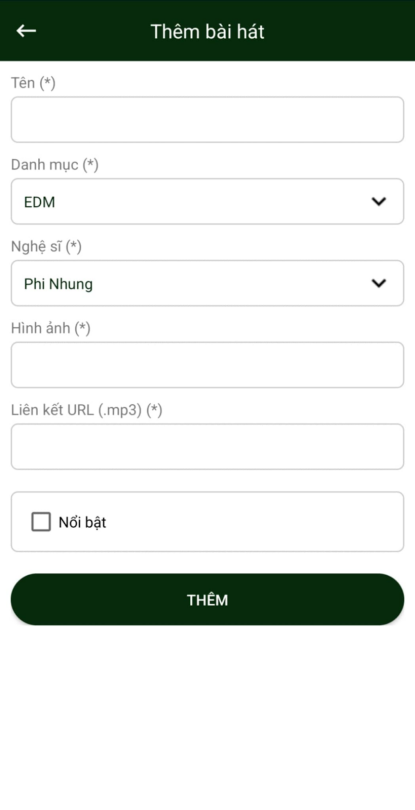 Thêm bài hát
Tên (*)
Danh mục (*)
EDM
Nghệ sĩ (*)
Phi Nhung
Hình ảnh (*)
Liên kết URL (.mp3) (*)
Nổi bật
THÊM